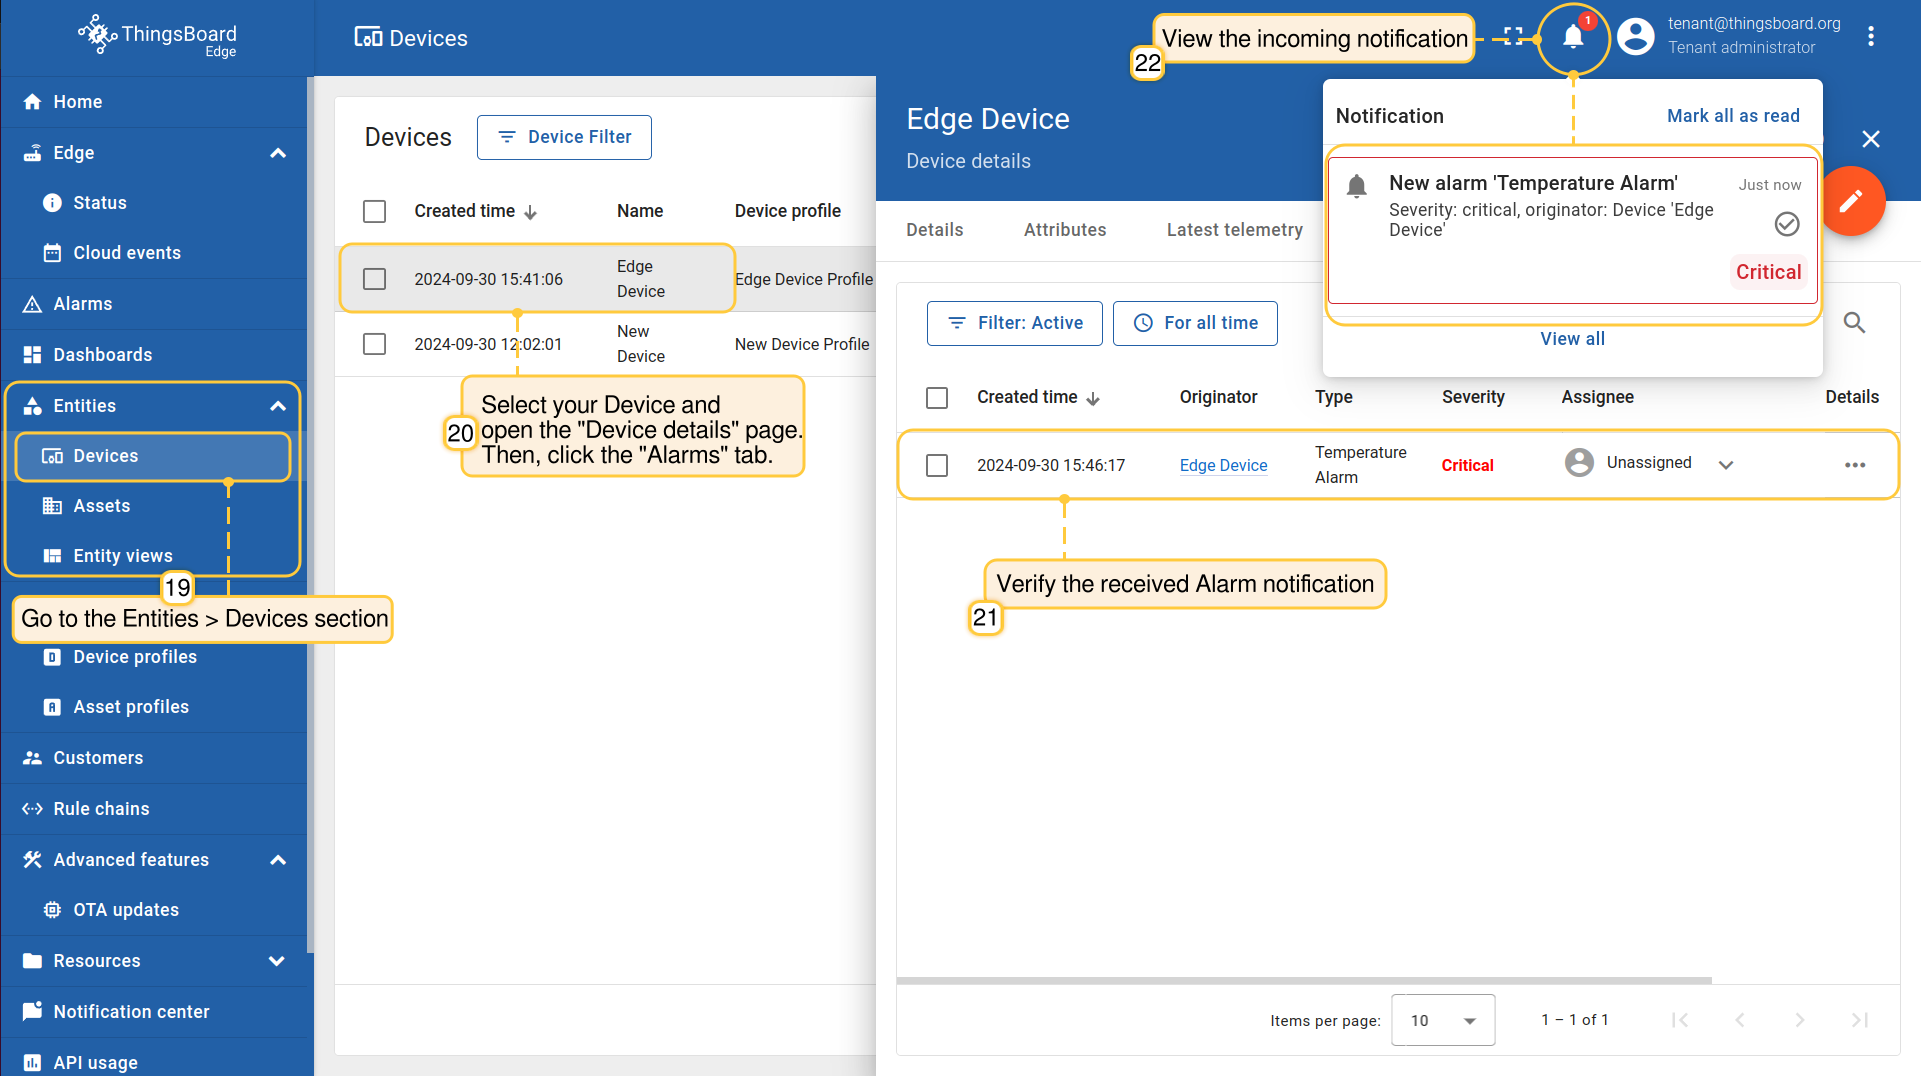 ThingsBoard
Edge
Home
Edge
Status
Cloud events
Alarms
Dashboards
Entities
Devices
Assets
Entity views
19
Go to the Entities > Devices section
Device profiles
Asset profiles
Customers
Rule chains
Advanced features
OTA updates
Resources
Notification center
API usage
Devices
Devices
Device Filter
Created time
Name
Device profile
2024-09-30 15:41:06
Edge
Device
Edge Device Profile
2024-09-30 12:02:01
New
Device
New Device Profile
20
Select your Device and
open the "Device details" page.
Then, click the "Alarms" tab.
22
View the incoming notification
1
tenant@thingsboard.org
Tenant administrator
Edge Device
Device details
Details
Attributes
Latest telemetry
Notification
Mark all as read
New alarm 'Temperature Alarm'
Just now
Severity: critical, originator: Device 'Edge
Device'
Critical
View all
Filter: Active
For all time
Created time
Originator
Type
Severity
Assignee
Details
2024-09-30 15:46:17
Edge Device
Temperature
Alarm
Critical
Unassigned
Verify the received Alarm notification
21
Items per page:
10
1 – 1 of 1